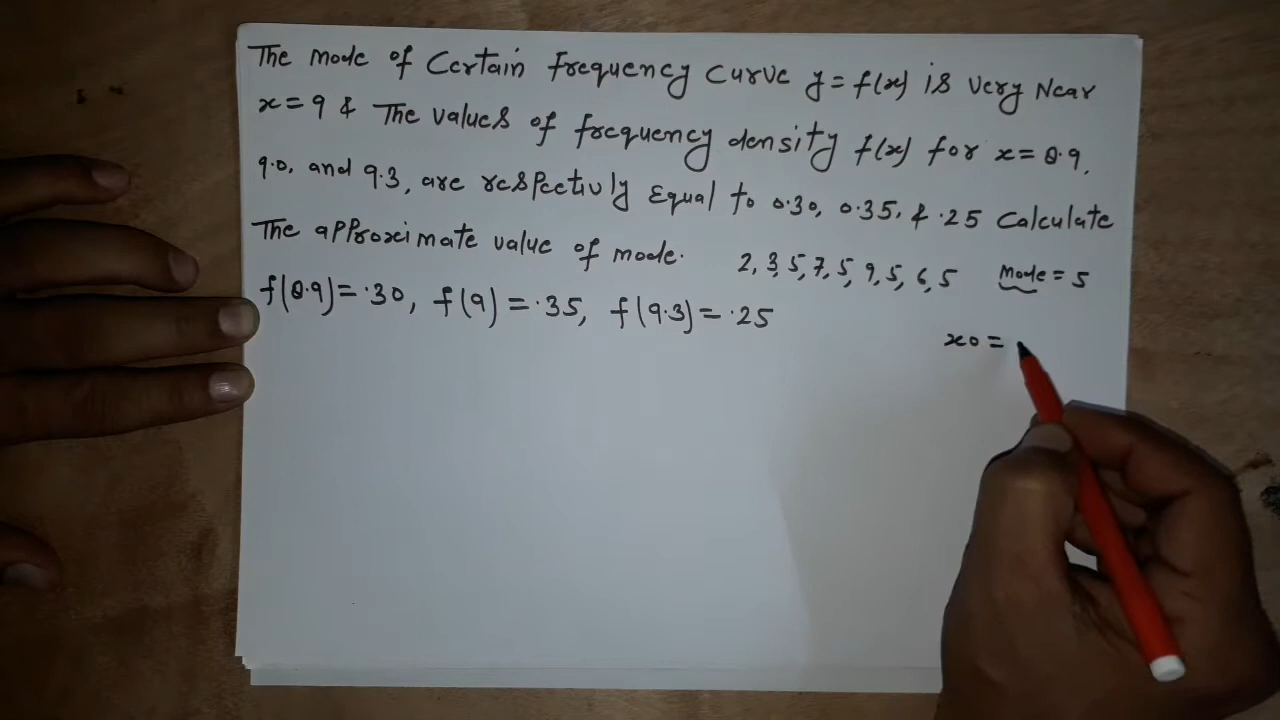 The mode of Certain frequency curve y = f(x) is very Near
x = 9 & The values of frequency density f(x) for x = 8.9,
9.0, and 9.3, are respectivly Equal to 0.30, 0.35, & .25 Calculate
The approximate value of mode.
2, 3, 5, 7, 5, 9, 5, 6, 5 Mode = 5
f(8.9) = .30, f(9) = .35, f(9.3) = .25
x0 =